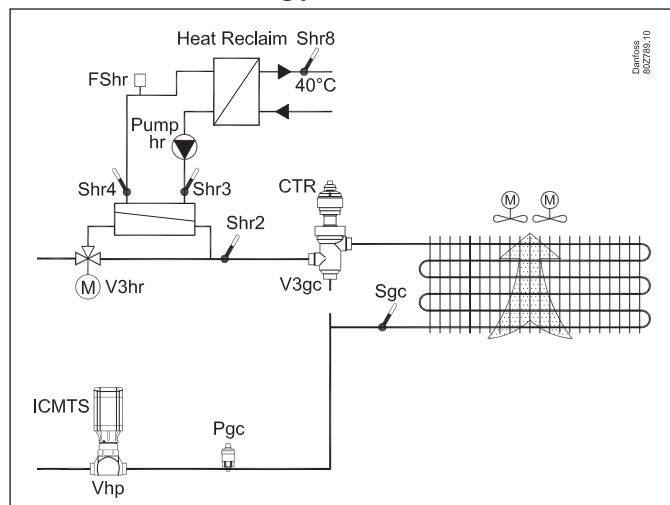 Heat Reclaim Shr8
FShr
40°C
Pump
hr
Shr4
Shr3
CTR
M
M
Shr2
M
V3hr
V3gc
Sgc
ICMTS
Pgc
Vhp
Danfoss
80Z789.10